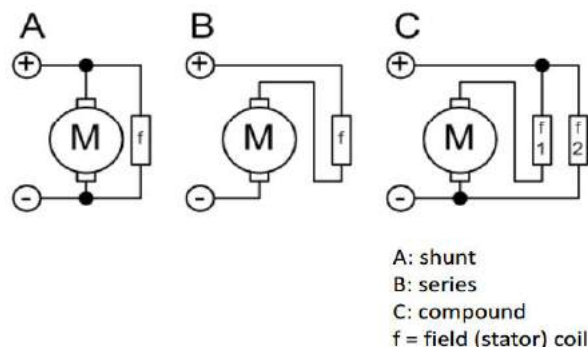 A
B
C
+
+
+
M
f
M
f
M
f
1
f
2
-
-
-
A: shunt
B: series
C: compound
f = field (stator) coil